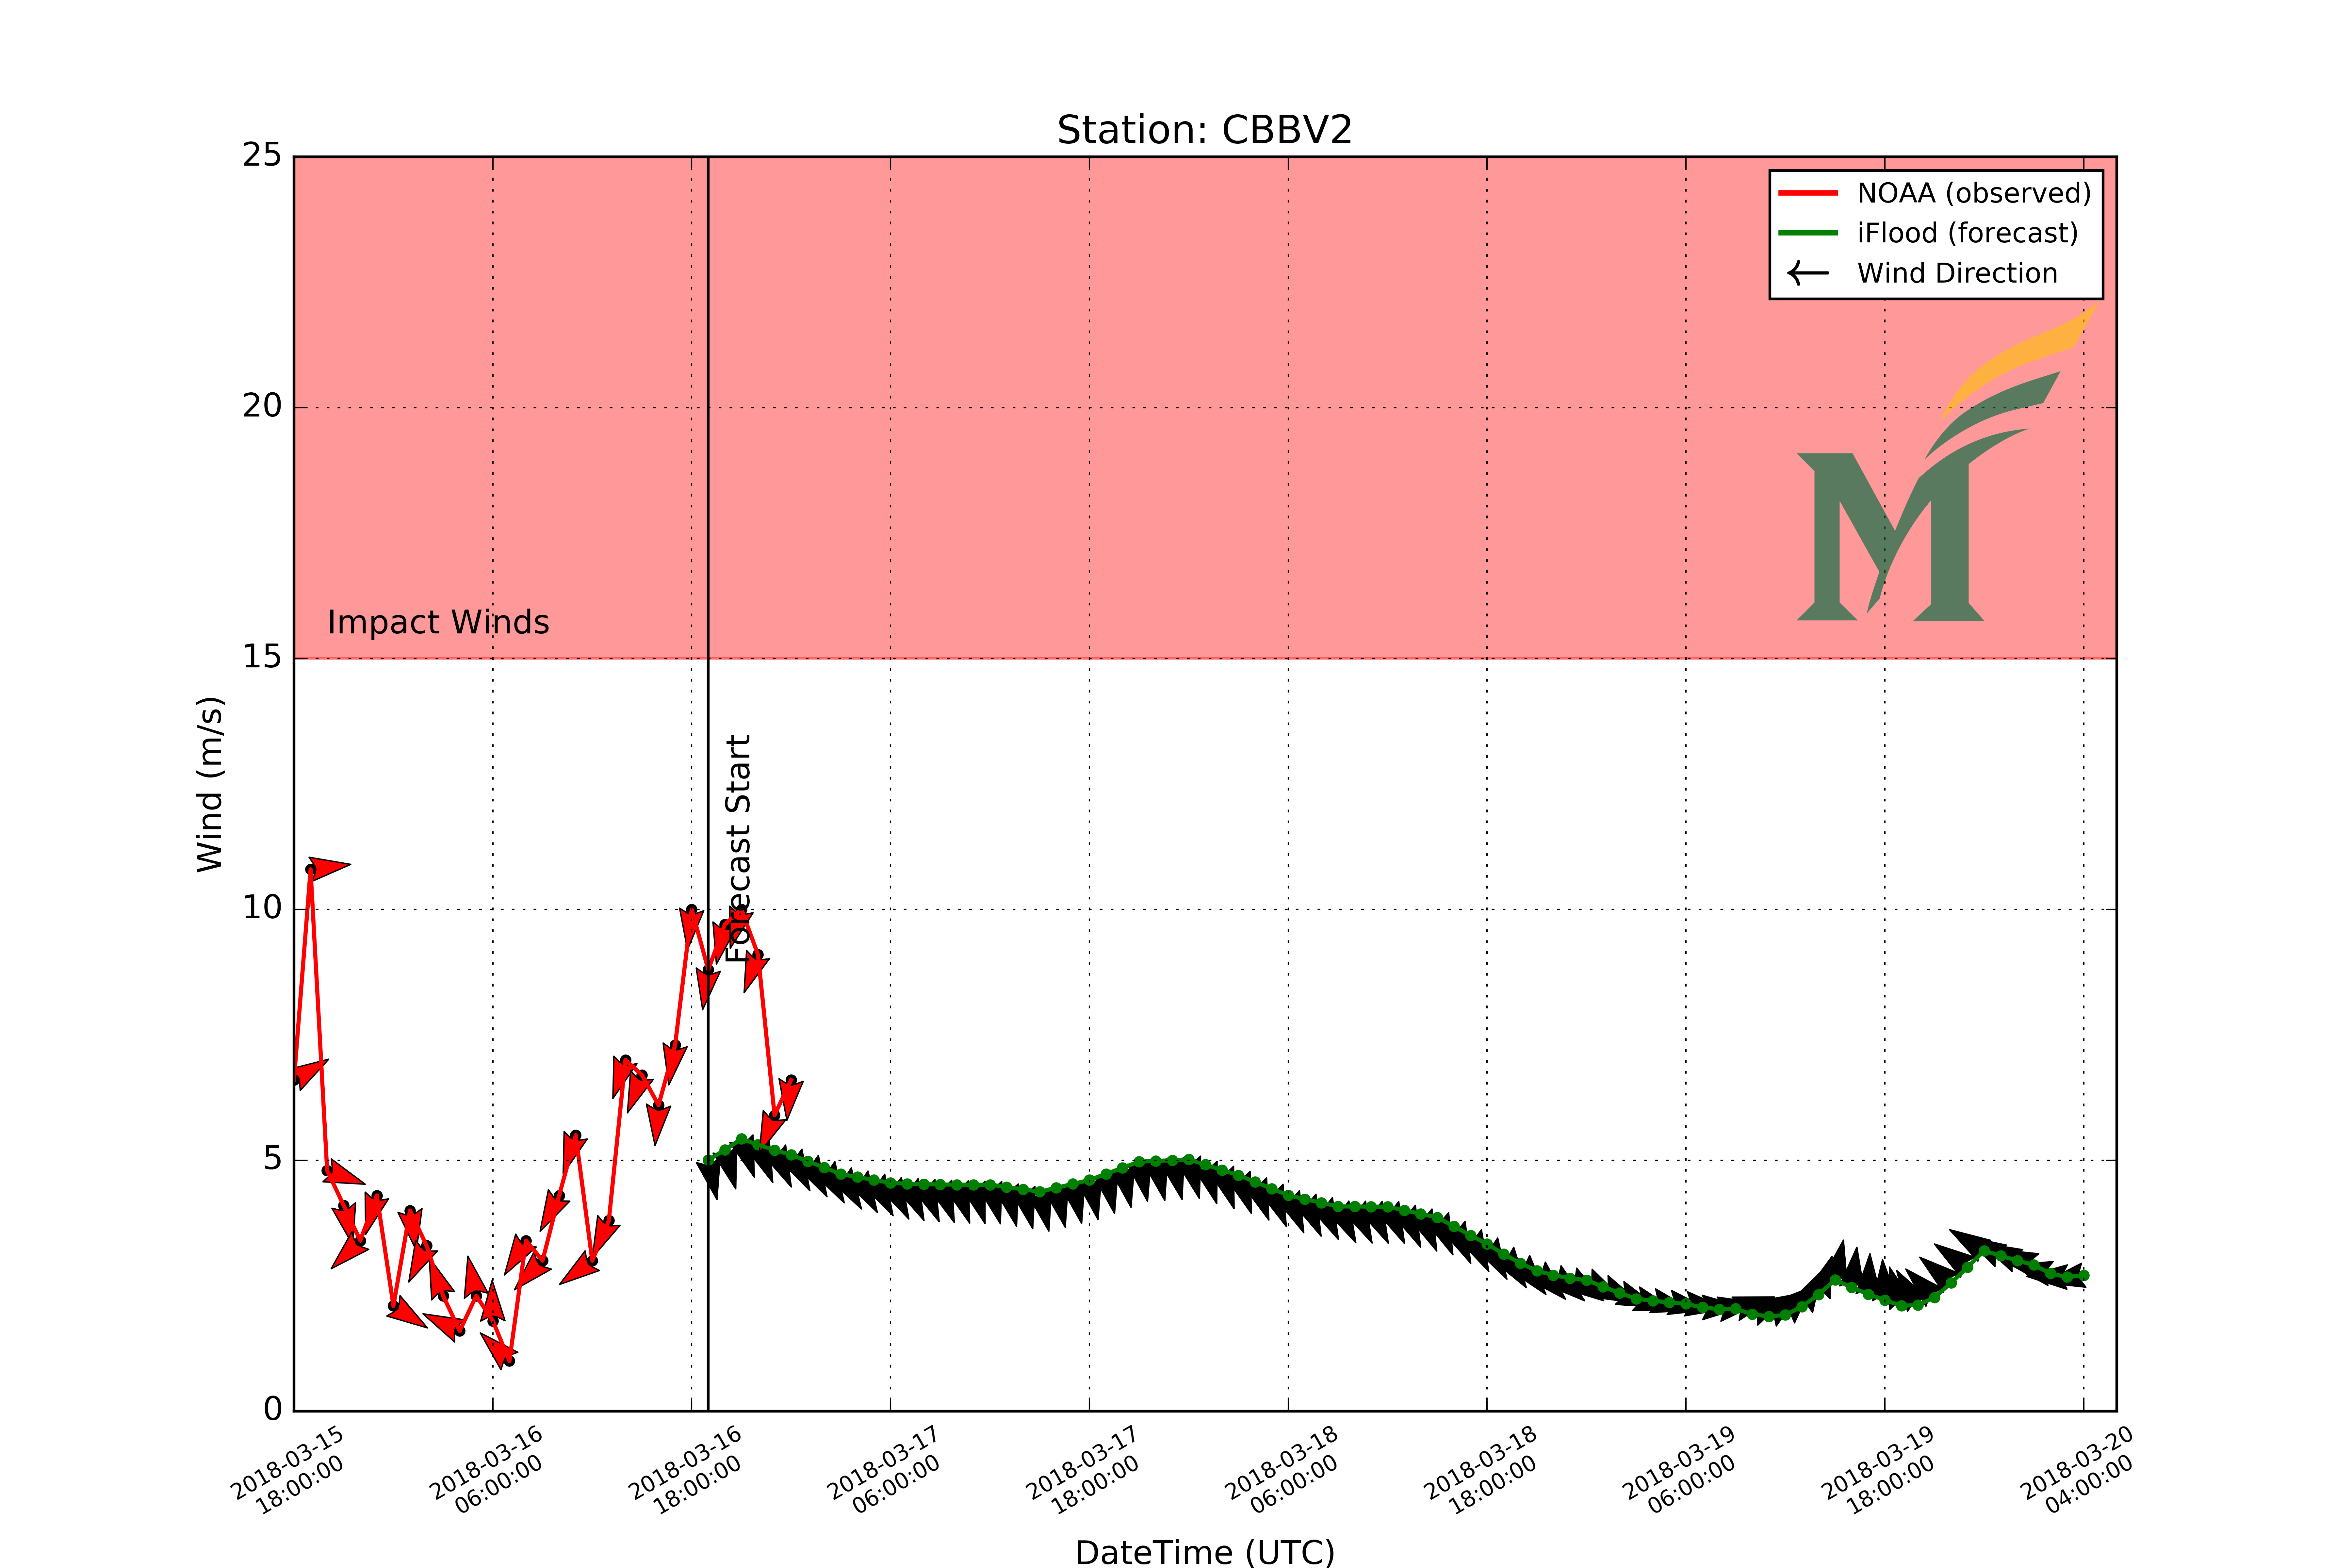 Station: CBBV2
25
20
15
10
5
0
Wind (m/s)
NOAA (observed)
iFlood (forecast)
Wind Direction
M
Impact Winds
Forecast Start
2018-03-15
18:00:00
2018-03-16
06:00:00
2018-03-16
18:00:00
2018-03-17
06:00:00
2018-03-17
18:00:00
2018-03-18
06:00:00
2018-03-18
18:00:00
2018-03-19
06:00:00
2018-03-19
18:00:00
2018-03-20
04:00:00
DateTime (UTC)